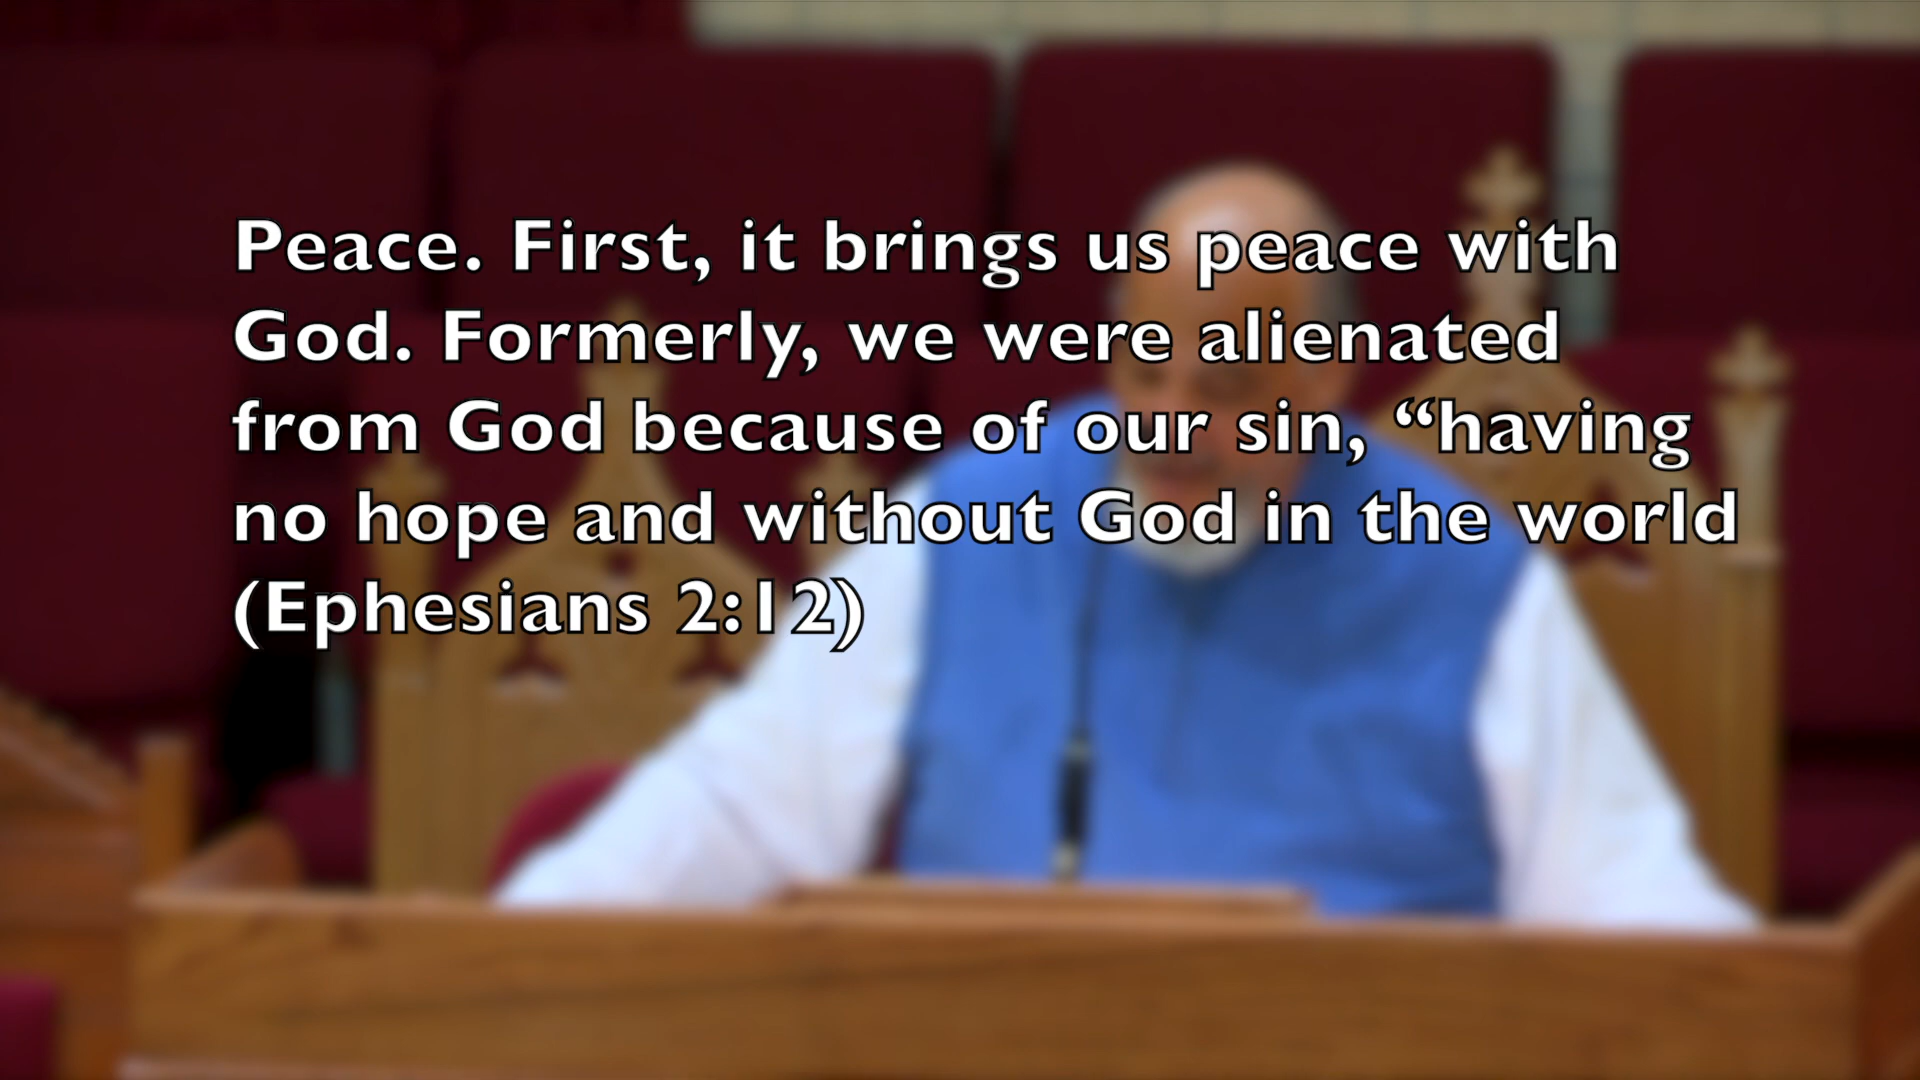 Peace. First, it brings us peace with
God. Formerly, we were alienated
from God because of our sin, “having
no hope and without God in the world
(Ephesians 2:12)